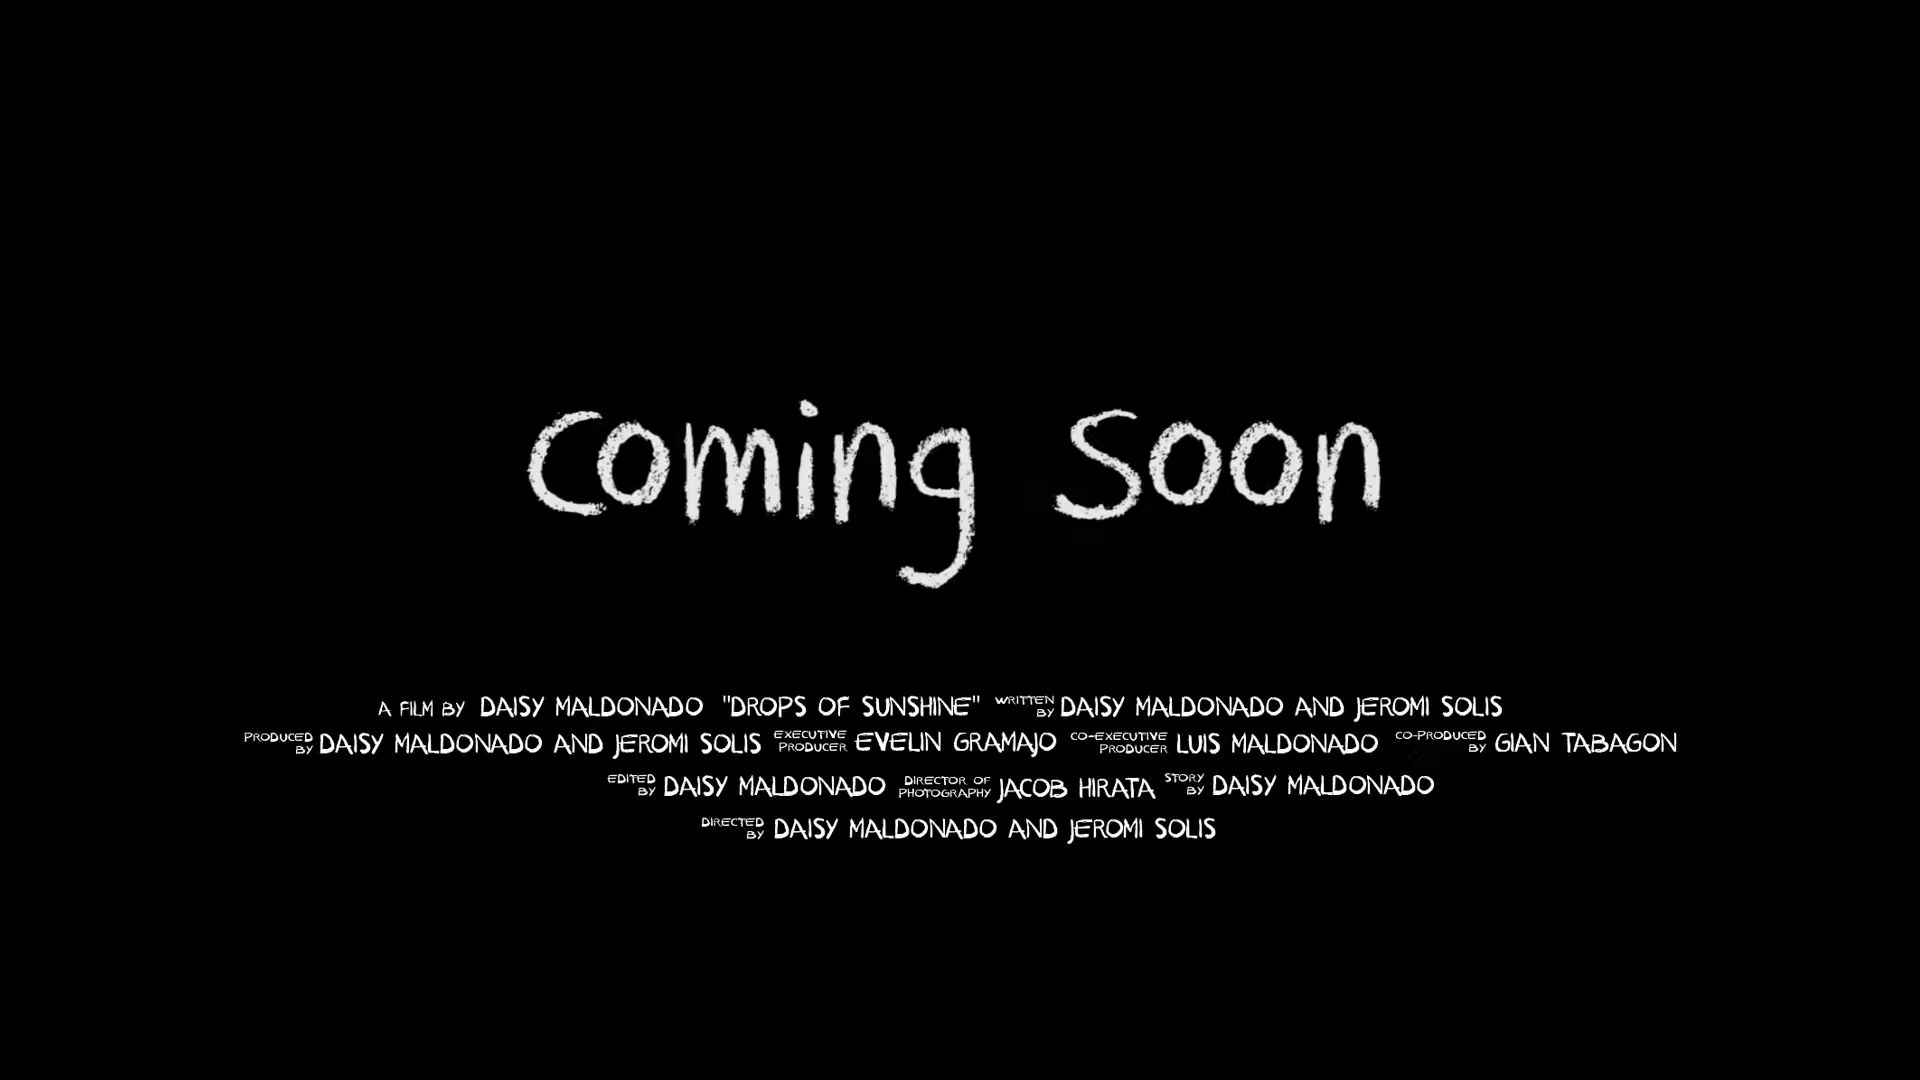 coming soon
A FILM BY DAISY MALDONADO "DROPS OF SUNSHINE" WRITTEN BY DAISY MALDONADO AND JEROMI SOLIS
PRODUCED BY DAISY MALDONADO AND JEROMI SOLIS EXECUTIVE PRODUCER EVELIN GRAMAJO CO-EXECUTIVE PRODUCER LUIS MALDONADO CO-PRODUCED BY GIAN TABAGON
EDITED BY DAISY MALDONADO DIRECTOR OF PHOTOGRAPHY JACOB HIRATA STORY BY DAISY MALDONADO
DIRECTED BY DAISY MALDONADO AND JEROMI SOLIS